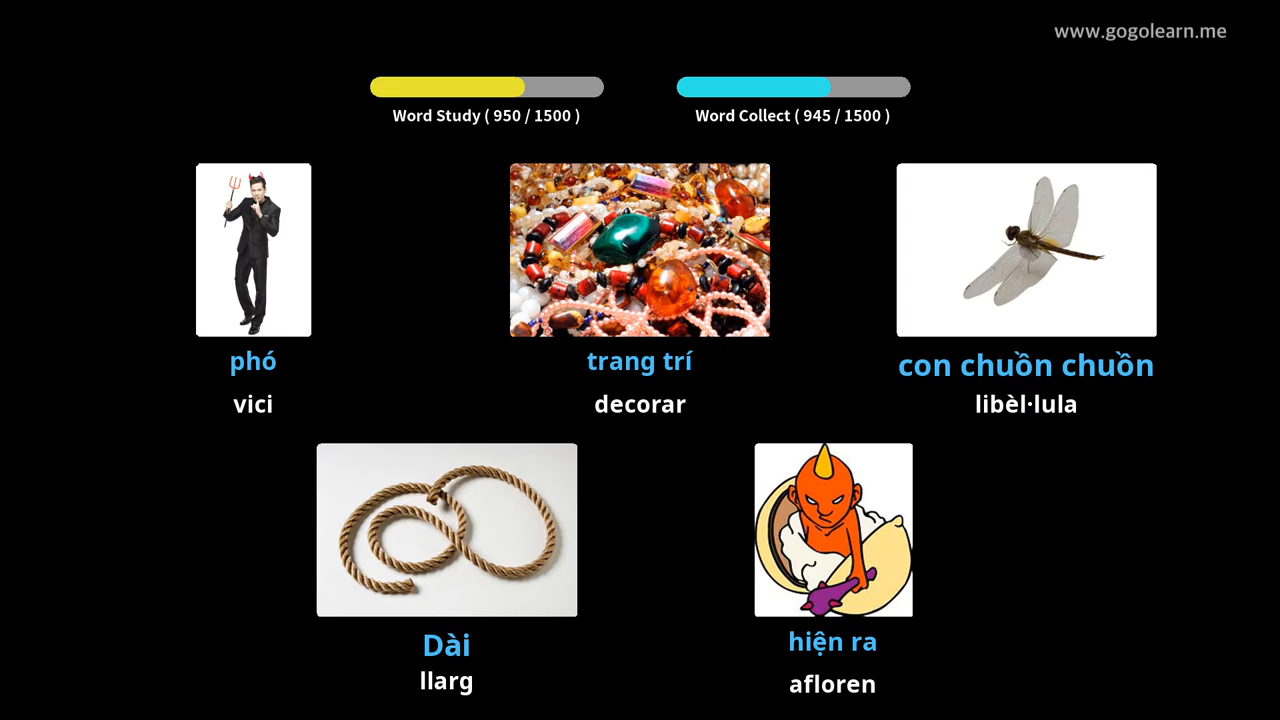 www.gogolearn.me
Word Study ( 950 / 1500 )
Word Collect ( 945 / 1500 )
phó
trang trí
con chuồn chuồn
vici
decorar
libèl·lula
Dài
hiện ra
llarg
afloren